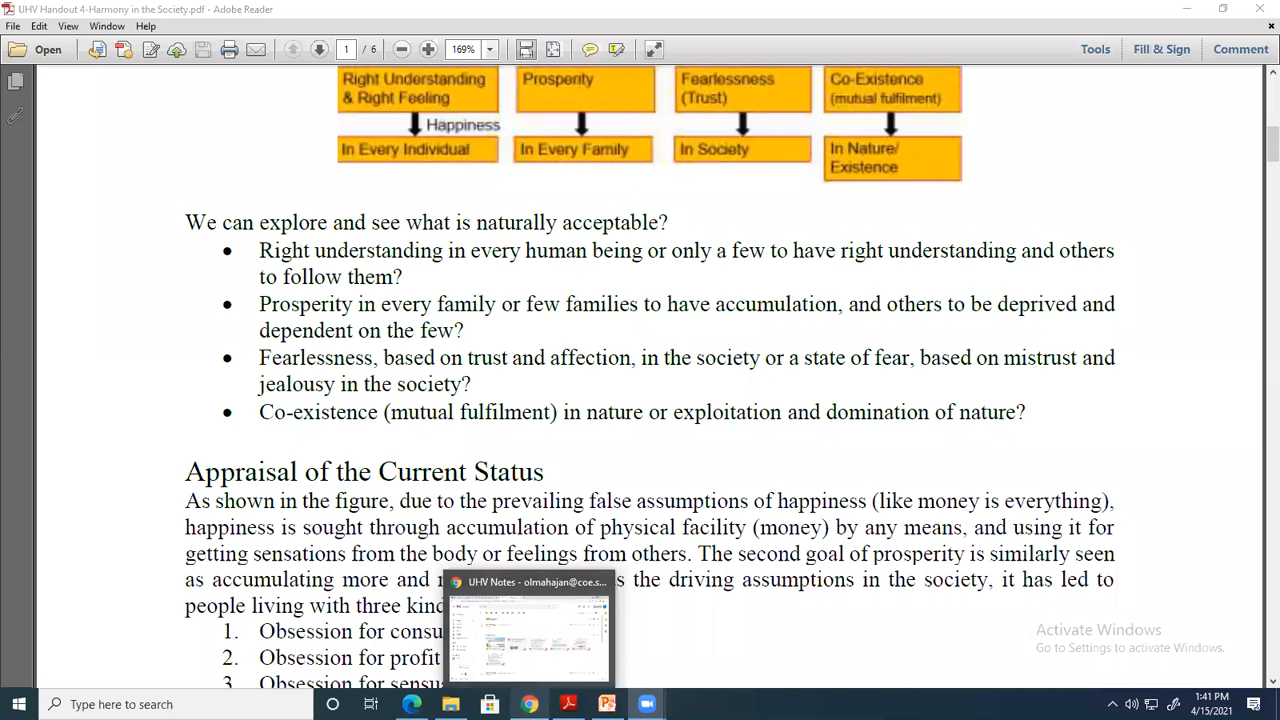 UHV Handout 4-Harmony in the Society.pdf - Adobe Reader
File Edit View Window Help
Open 1 / 6 169% Tools Fill & Sign Comment
Right Understanding & Right Feeling
Prosperity
Fearlessness (Trust)
Co-Existence (mutual fulfilment)
Happiness
In Every Individual
In Every Family
In Society
In Nature/ Existence
We can explore and see what is naturally acceptable?
• Right understanding in every human being or only a few to have right understanding and others
to follow them?
• Prosperity in every family or few families to have accumulation, and others to be deprived and
dependent on the few?
• Fearlessness, based on trust and affection, in the society or a state of fear, based on mistrust and
jealousy in the society?
• Co-existence (mutual fulfilment) in nature or exploitation and domination of nature?
Appraisal of the Current Status
As shown in the figure, due to the prevailing false assumptions of happiness (like money is everything),
happiness is sought through accumulation of physical facility (money) by any means, and using it for
getting sensations from the body or feelings from others. The second goal of prosperity is similarly seen
as accumulating more and the driving assumptions in the society, it has led to
people living with three
UHV Notes - olmahajan@coe.s...
1. Obsession for
2. Obsession for profit
3. Obsession for
Activate Windows
Go to Settings to activate Windows.
Type here to search
1:41 PM
4/15/2021